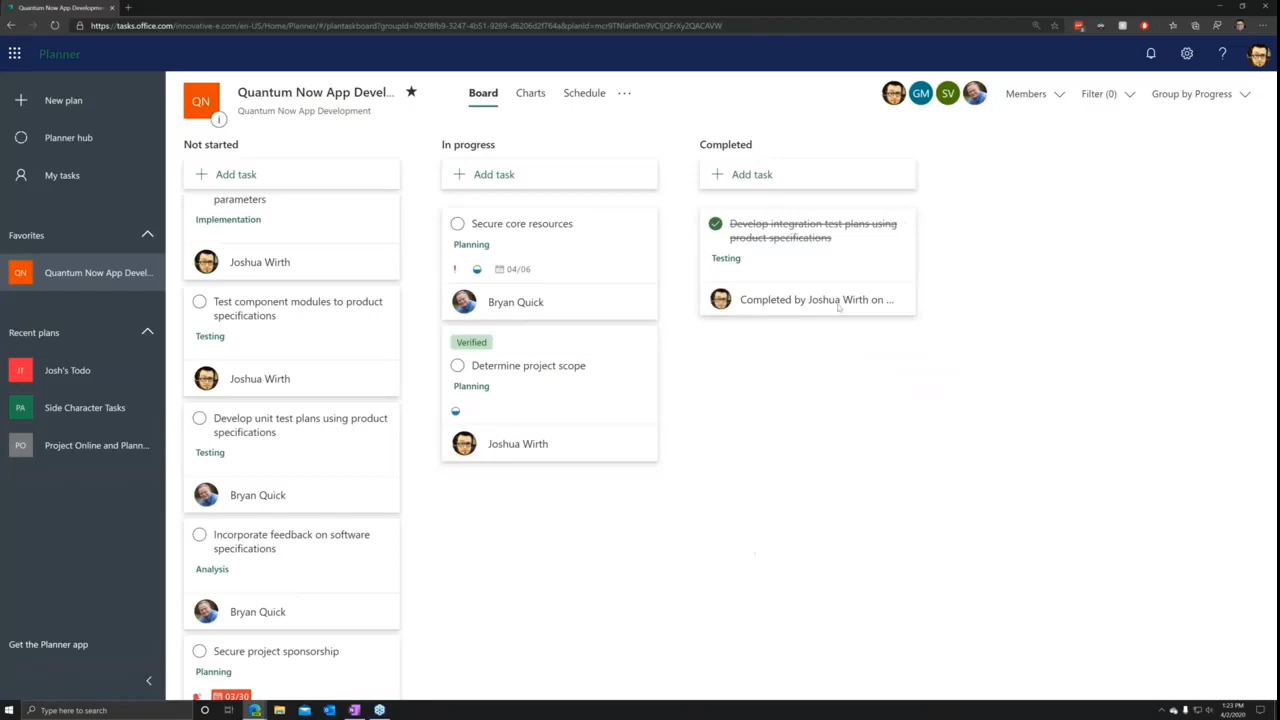 Quantum Now App Development
https://tasks.office.com/innovative-e.com/en-US/Home/Planner/#/plantaskboard?groupId=092f8fb9-3247-4b51-9269-d6206d2f764a&planId=mcr9TNlaH0m9VCljQFrXy2QACAVW
Planner
New plan
Planner hub
My tasks
Favorites
QN
Quantum Now App Devel...
Recent plans
JT
Josh's Todo
PA
Side Character Tasks
PO
Project Online and Plann...
Get the Planner app
QN
Quantum Now App Devel...
Quantum Now App Development
Board
Charts
Schedule
GM
SV
Members
Filter (0)
Group by Progress
Not started
Add task
parameters
Implementation
Joshua Wirth
Test component modules to product
specifications
Testing
Joshua Wirth
Develop unit test plans using product
specifications
Testing
Bryan Quick
Incorporate feedback on software
specifications
Analysis
Bryan Quick
Secure project sponsorship
Planning
03/30
In progress
Add task
Secure core resources
Planning
04/06
Bryan Quick
Verified
Determine project scope
Planning
Joshua Wirth
Completed
Add task
Develop integration test plans using
product specifications
Testing
Completed by Joshua Wirth on ...
Type here to search
1:23 PM
4/2/2020